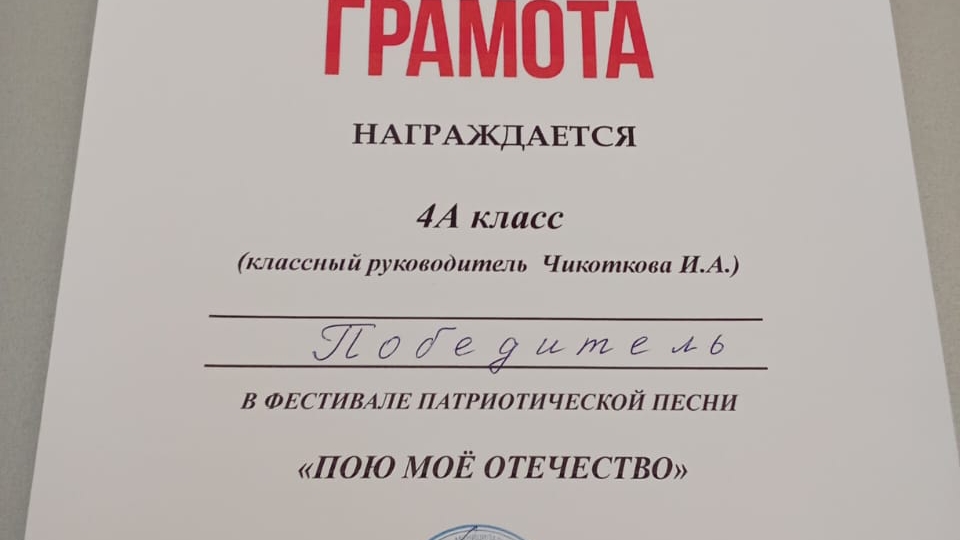 ГРАМОТА
НАГРАЖДАЕТСЯ
4А класс
(классный руководитель Чикоткова И.А.)
Победитель
В ФЕСТИВАЛЕ ПАТРИОТИЧЕСКОЙ ПЕСНИ
«ПОЮ МОЁ ОТЕЧЕСТВО»